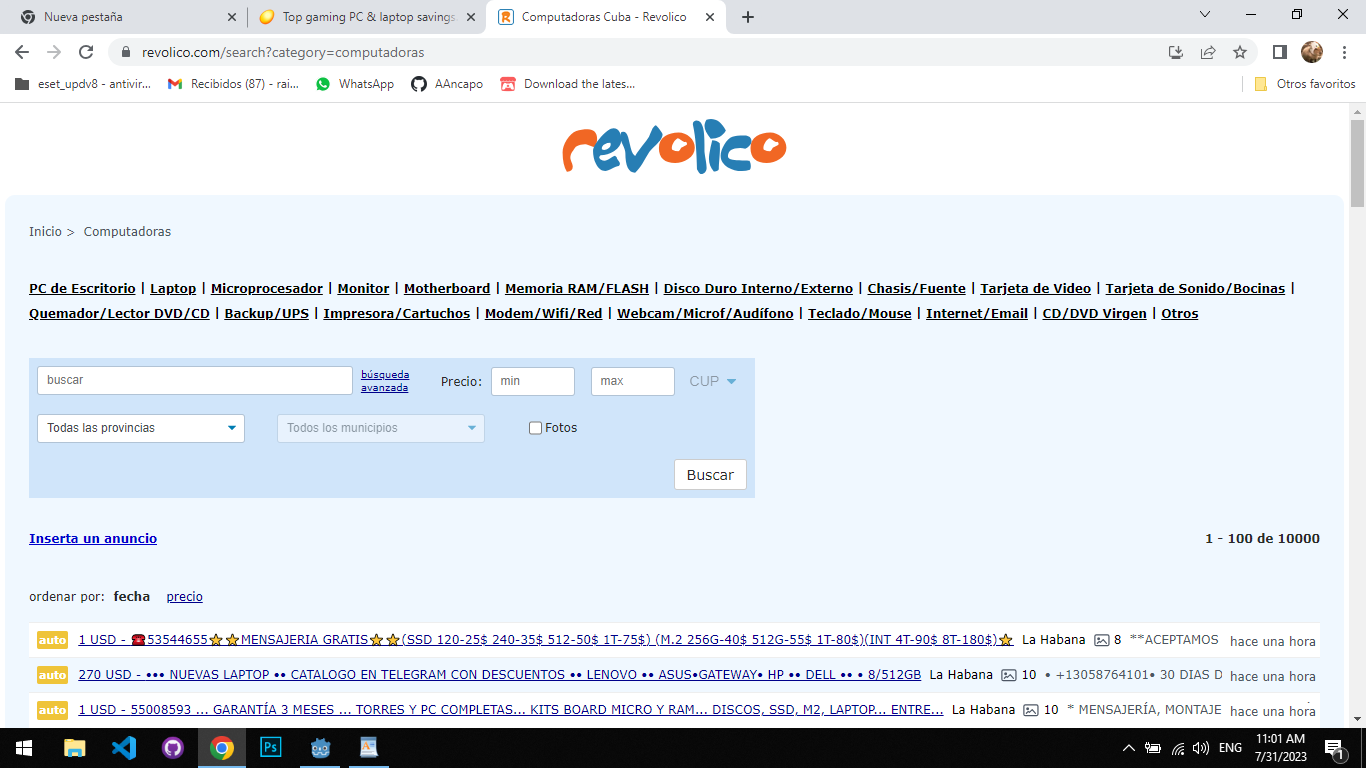 Nueva pestaña
Top gaming PC & laptop savings
Computadoras Cuba - Revolico
revolico.com/search?category=computadoras
eset_updv8 - antivir...
Recibidos (87) - rai...
WhatsApp
AAncapo
Download the lates...
Otros favoritos
revolico
Inicio > Computadoras
PC de Escritorio | Laptop | Microprocesador | Monitor | Motherboard | Memoria RAM/FLASH | Disco Duro Interno/Externo | Chasis/Fuente | Tarjeta de Video | Tarjeta de Sonido/Bocinas |
Quemador/Lector DVD/CD | Backup/UPS | Impresora/Cartuchos | Modem/Wifi/Red | Webcam/Microf/Audífono | Teclado/Mouse | Internet/Email | CD/DVD Virgen | Otros
buscar
búsqueda
avanzada
Precio:
min
max
CUP
Todas las provincias
Todos los municipios
Fotos
Buscar
Inserta un anuncio
1 - 100 de 10000
ordenar por: fecha precio
auto 1 USD - ☎️53544655⭐⭐MENSAJERIA GRATIS⭐⭐(SSD 120-25$ 240-35$ 512-50$ 1T-75$) (M.2 256G-40$ 512G-55$ 1T-80$)(INT 4T-90$ 8T-180$)⭐ La Habana 8 **ACEPTAMOS hace una hora
auto 270 USD - ••• NUEVAS LAPTOP •• CATALOGO EN TELEGRAM CON DESCUENTOS •• LENOVO •• ASUS•GATEWAY• HP •• DELL •• • 8/512GB La Habana 10 • +13058764101• 30 DIAS D hace una hora
auto 1 USD - 55008593 ... GARANTÍA 3 MESES ... TORRES Y PC COMPLETAS... KITS BOARD MICRO Y RAM... DISCOS, SSD, M2, LAPTOP... ENTRE... La Habana 10 * MENSAJERÍA, MONTAJE hace una hora
Ps
ENG
11:01 AM
7/31/2023
1